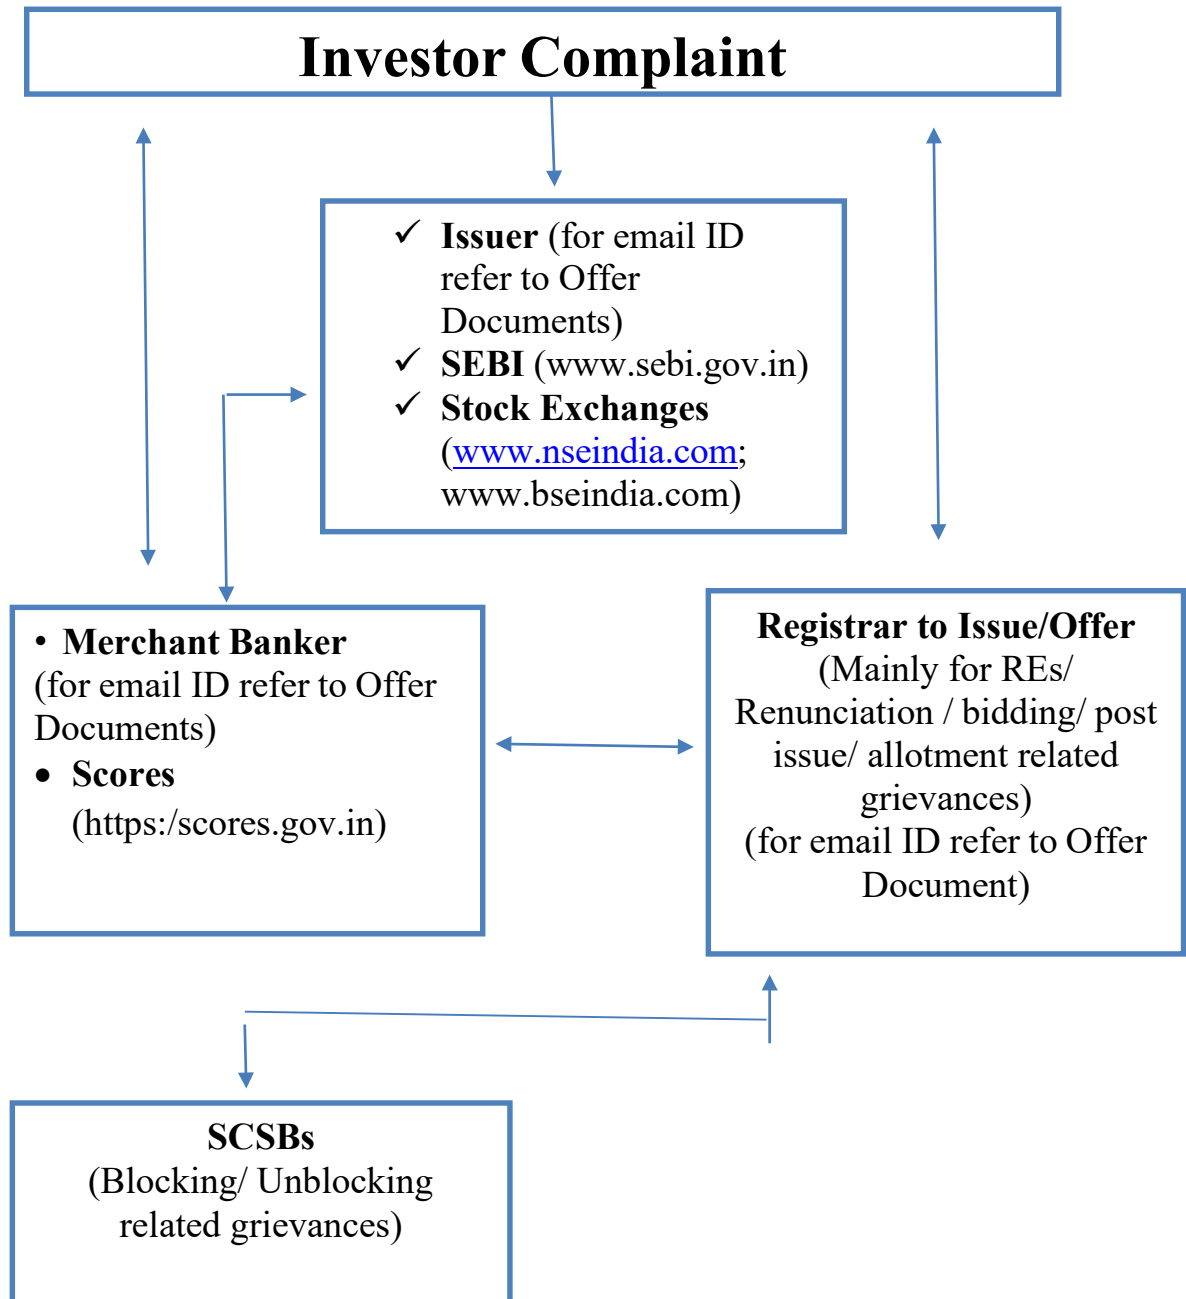 Investor Complaint
✓ Issuer (for email ID
refer to Offer
Documents)
✓ SEBI (www.sebi.gov.in)
✓ Stock Exchanges
(www.nseindia.com;
www.bseindia.com)
• Merchant Banker
(for email ID refer to Offer
Documents)
• Scores
(https:/scores.gov.in)
Registrar to Issue/Offer
(Mainly for REs/
Renunciation / bidding/ post
issue/ allotment related
grievances)
(for email ID refer to Offer
Document)
SCSBs
(Blocking/ Unblocking
related grievances)